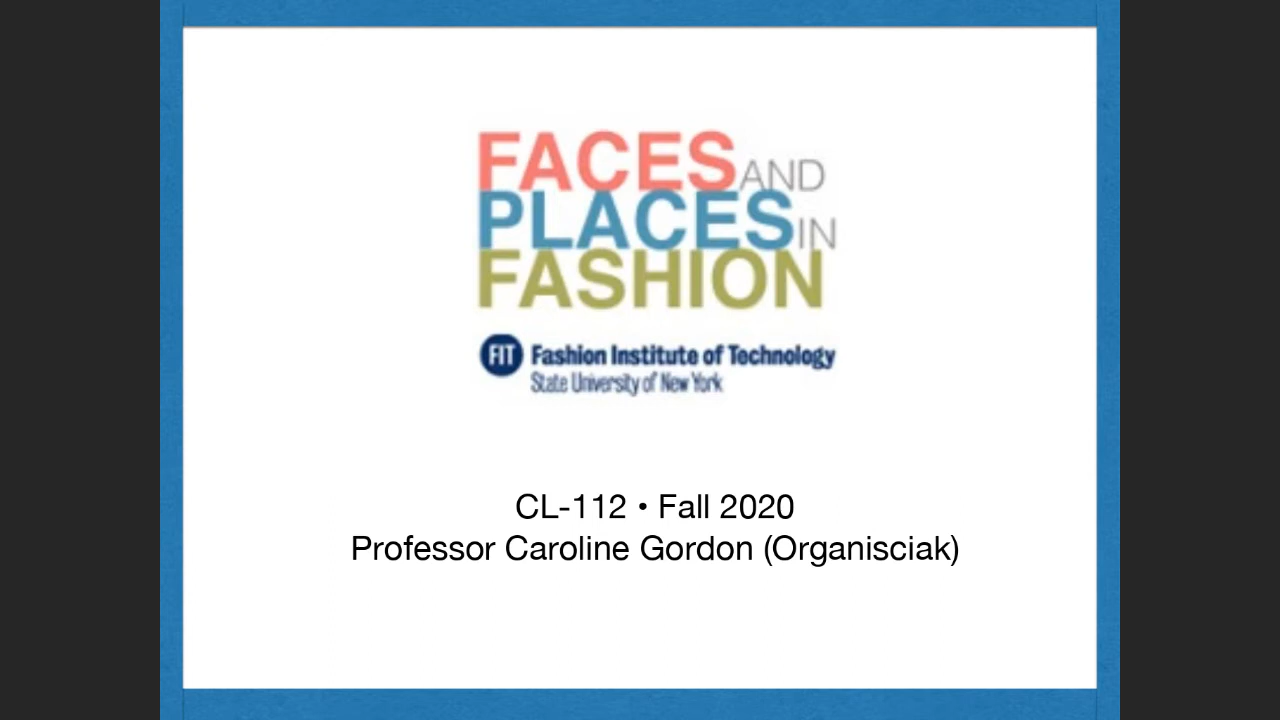 FACES AND
PLACES IN
FASHION
FIT Fashion Institute of Technology
State University of New York
CL-112 • Fall 2020
Professor Caroline Gordon (Organisciak)